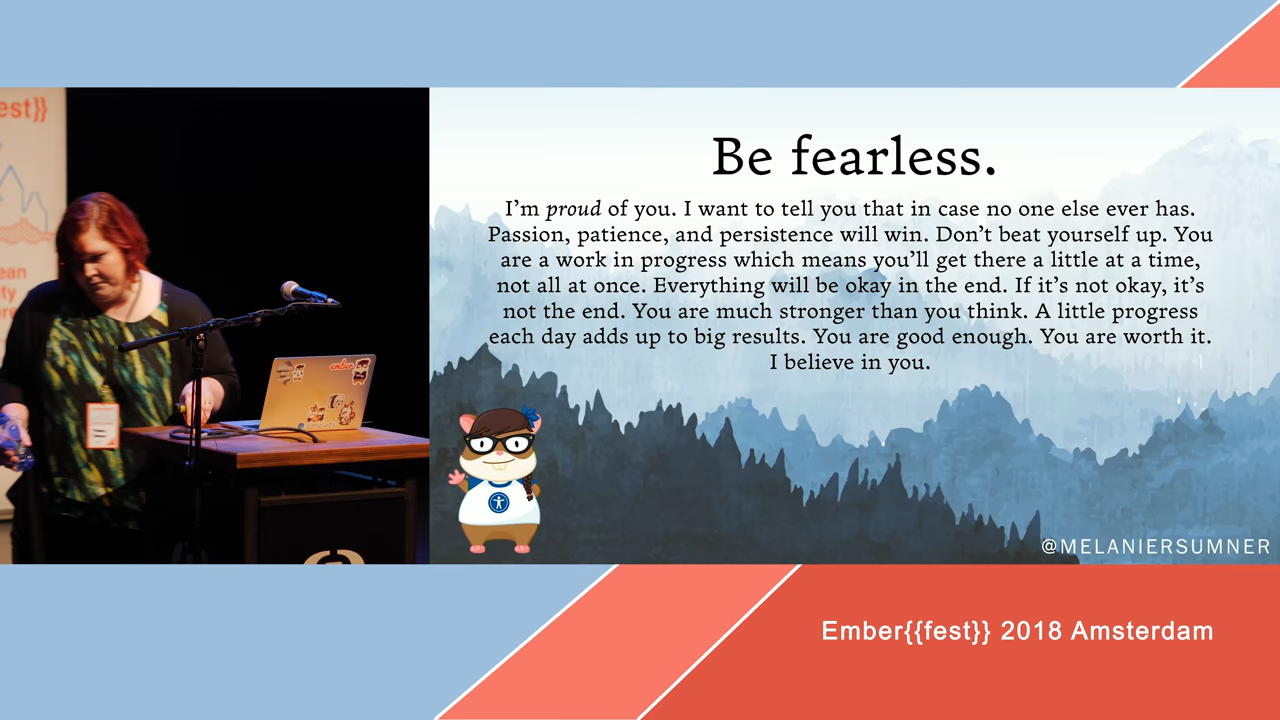 est}}
ean
ity
ember
Be fearless.
I’m proud of you. I want to tell you that in case no one else ever has.
Passion, patience, and persistence will win. Don’t beat yourself up. You
are a work in progress which means you’ll get there a little at a time,
not all at once. Everything will be okay in the end. If it’s not okay, it’s
not the end. You are much stronger than you think. A little progress
each day adds up to big results. You are good enough. You are worth it.
I believe in you.
@MELANIERSUMNER
Ember{{fest}} 2018 Amsterdam